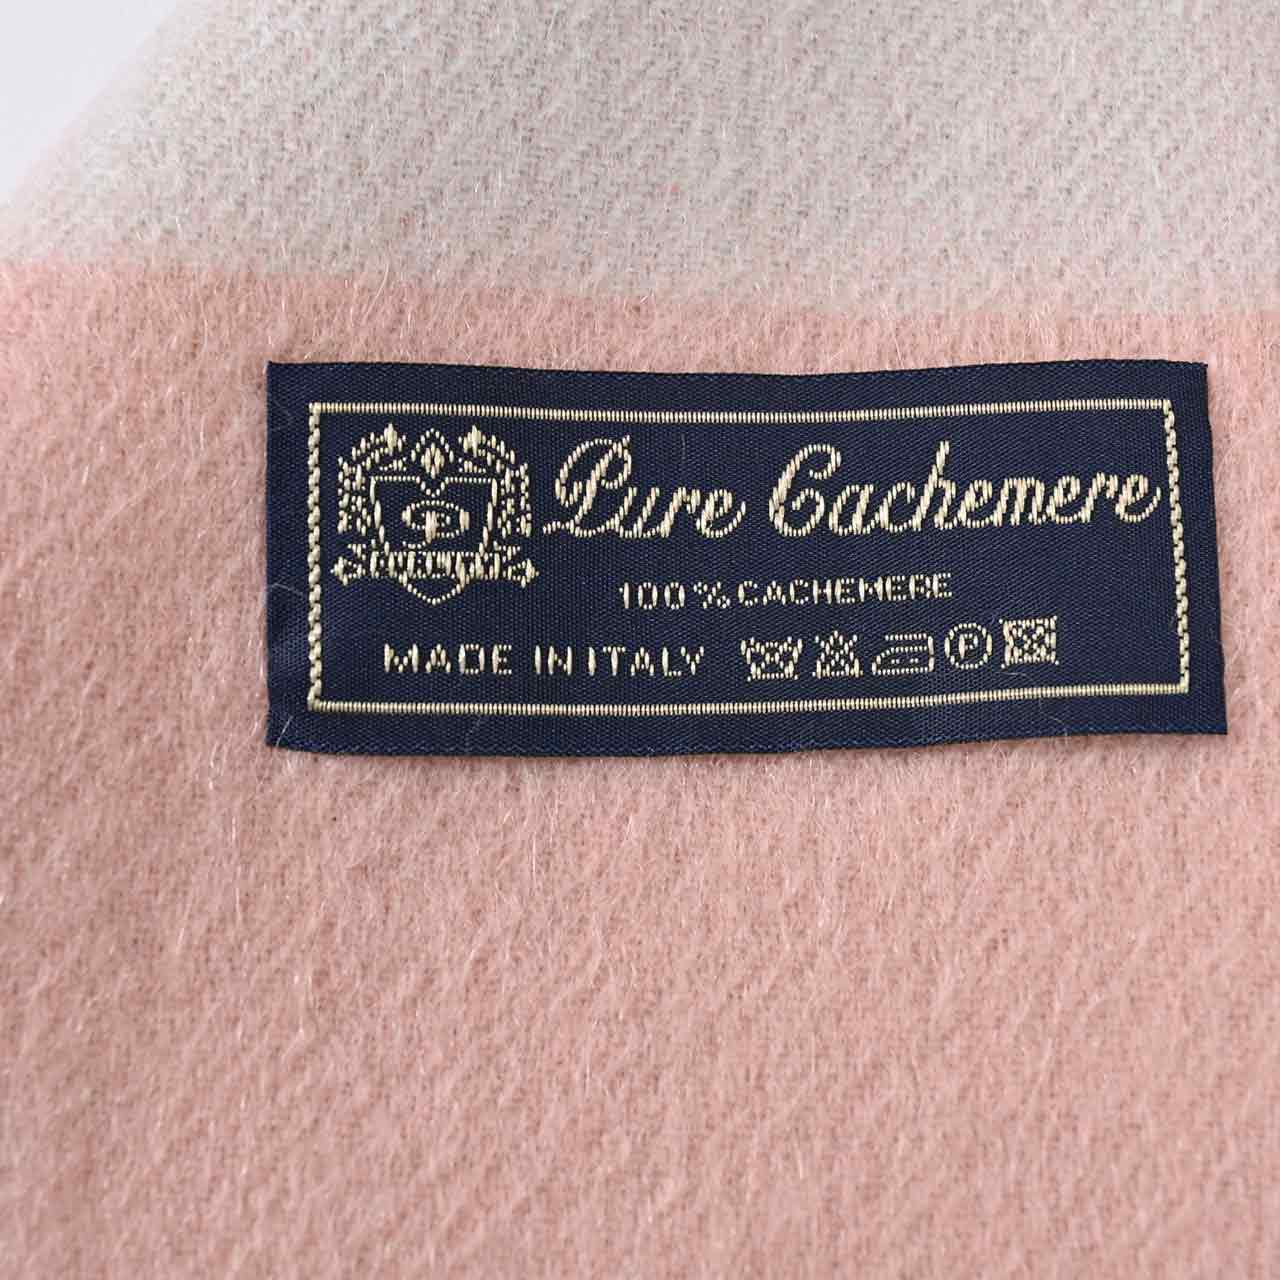 Pure Cachemere
100% CACHEMERE
MADE IN ITALY P